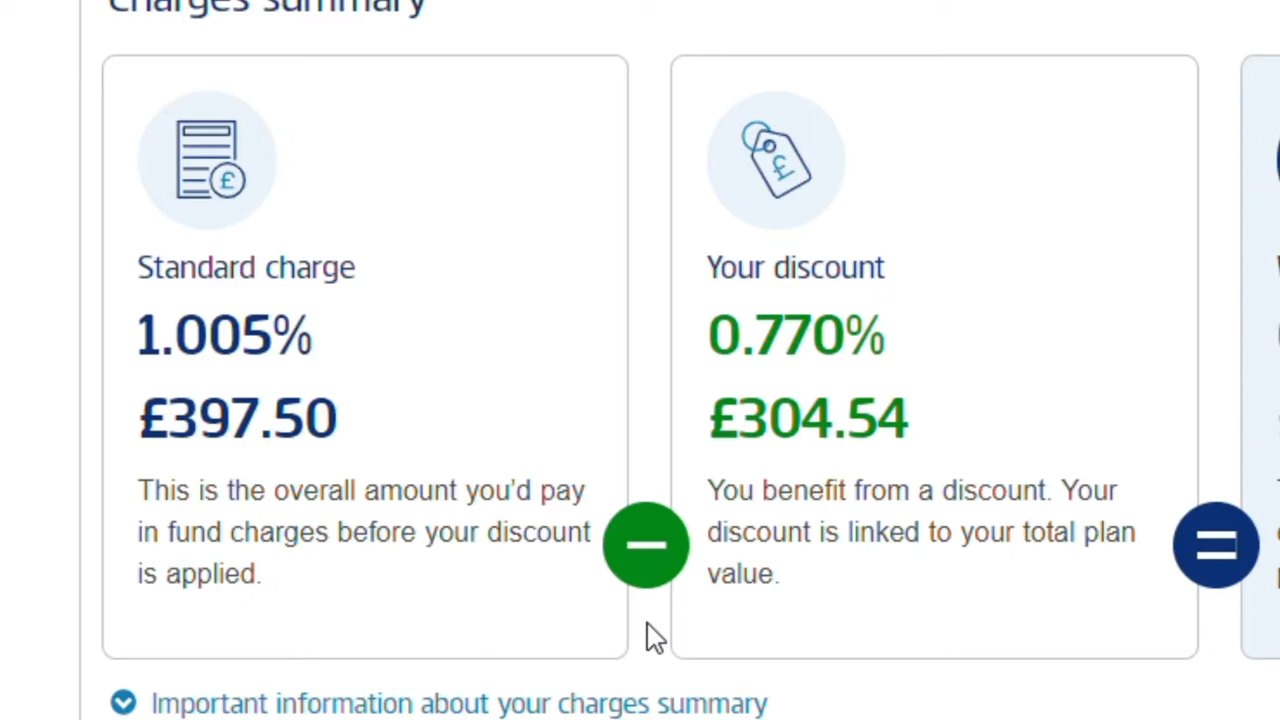 Charges summary
Standard charge
1.005%
£397.50
This is the overall amount you'd pay
in fund charges before your discount
is applied.
Your discount
0.770%
£304.54
You benefit from a discount. Your
discount is linked to your total plan
value.
Important information about your charges summary